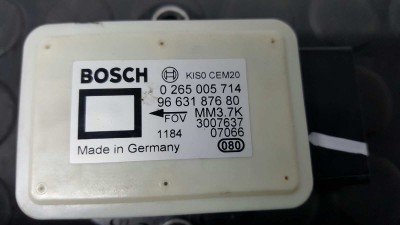 BOSCH KIS0 CEM20
0 265 005 714
96 631 876 80
MM3.7K
FOV 3007637
1184 07066
Made in Germany 080